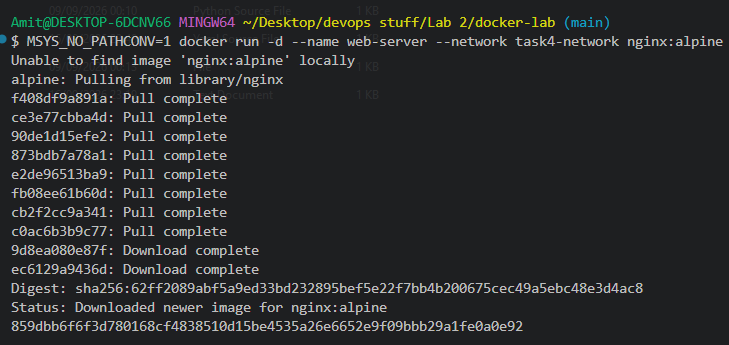 Amit@DESKTOP-6DCNV66 MINGW64 ~/Desktop/devops stuff/Lab 2/docker-lab (main)
$ MSYS_NO_PATHCONV=1 docker run -d --name web-server --network task4-network nginx:alpine
Unable to find image 'nginx:alpine' locally
alpine: Pulling from library/nginx
f408df9a891a: Pull complete
ce3e77cbba4d: Pull complete
90de1d15efe2: Pull complete
873bdb7a78a1: Pull complete
e2de96513ba9: Pull complete
fb08ee61b60d: Pull complete
cb2f2cc9a341: Pull complete
c0ac6b3b9c77: Pull complete
9d8ea080e87f: Download complete
ec6129a9436d: Download complete
Digest: sha256:62ff2089abf5a9ed33bd232895bef5e22f7bb4b200675cec49a5ebc48e3d4ac8
Status: Downloaded newer image for nginx:alpine
859dbb6f6f3d780168cf4838510d15be4535a26e6652e9f09bbb29a1fe0a0e92